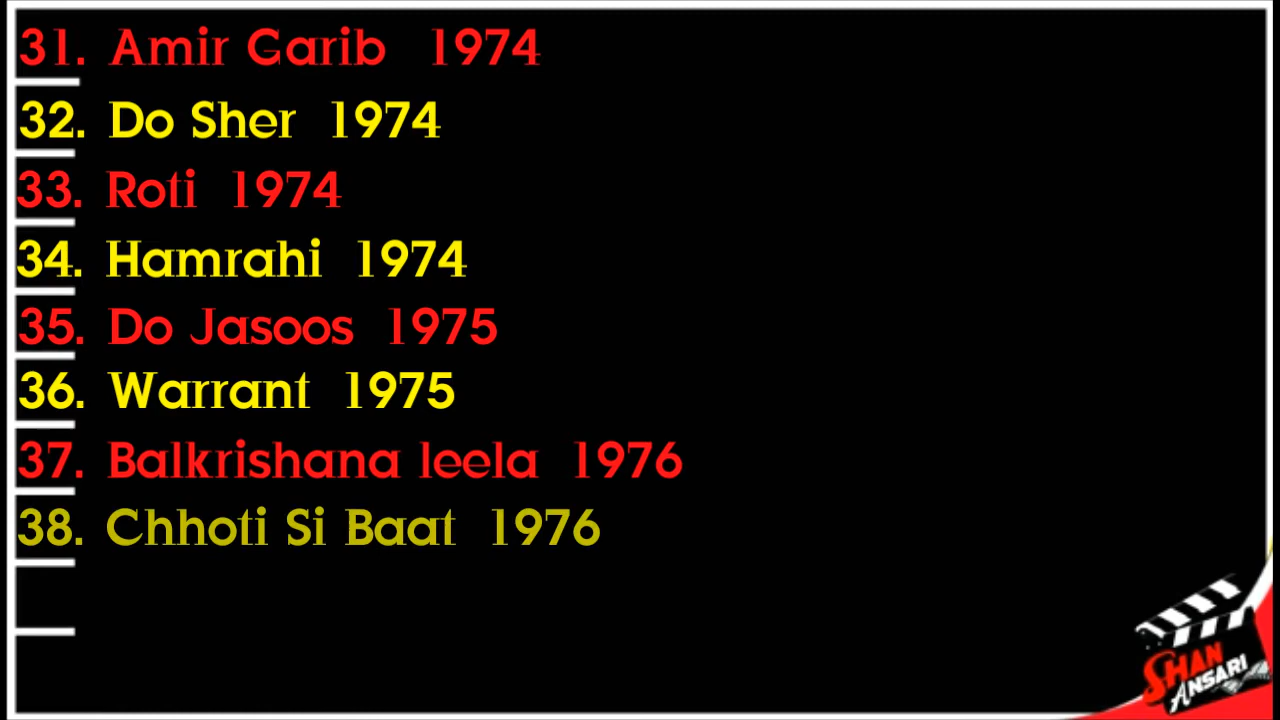 31. Amir Garib 1974
32. Do Sher 1974
33. Roti 1974
34. Hamrahi 1974
35. Do Jasoos 1975
36. Warrant 1975
37. Balkrishana leela 1976
38. Chhoti Si Baat 1976
SHAN
ANSARI